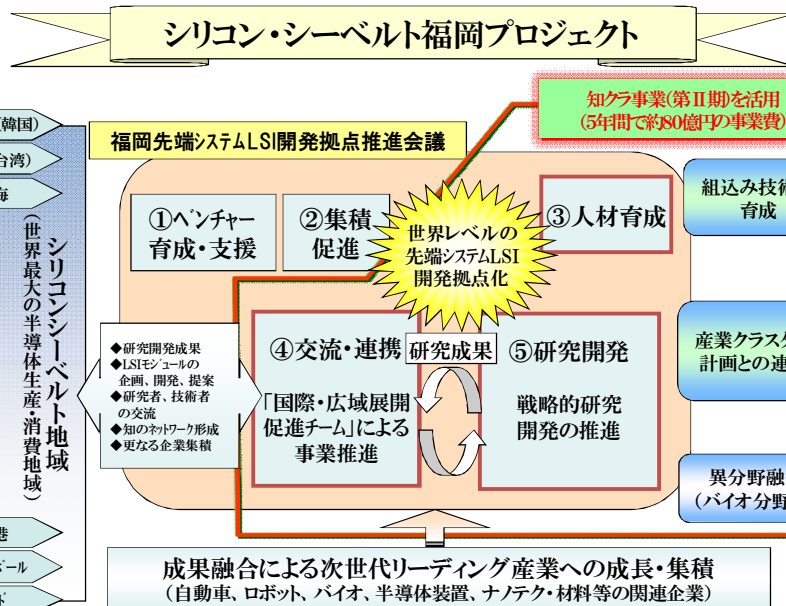 シリコン・シーベルト福岡プロジェクト
知クラ事業(第Ⅱ期)を活用
(5年間で約80億円の事業費)
韓国)
台湾)
海
福岡先端システムLSI開発拠点推進会議
①ベンチャー
育成・支援
②集積
促進
世界レベルの
先端システムLSI
開発拠点化
③人材育成
組込み技術
育成
シリコンシーベルト地域
(世界最大の半導体生産・消費地域)
◆研究開発成果
◆LSIモジュールの
企画、開発、提案
◆研究者、技術者
の交流
◆知のネットワーク形成
◆更なる企業集積
④交流・連携
「国際・広域展開
促進チーム」による
事業推進
研究成果
⑤研究開発
戦略的研究
開発の推進
産業クラスタ
計画との連
異分野融
(バイオ分野
港
ポール
ド
成果融合による次世代リーディング産業への成長・集積
(自動車、ロボット、バイオ、半導体装置、ナノテク・材料等の関連企業)